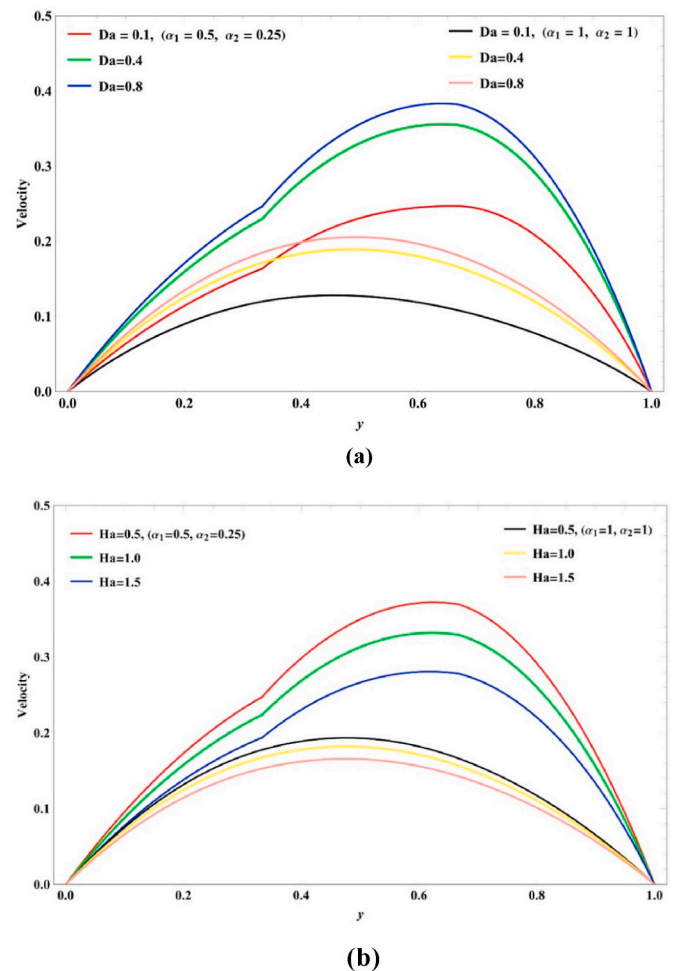 0.5
Da = 0.1, (α₁ = 0.5, α₂ = 0.25)
Da=0.4
Da=0.8
Da = 0.1, (α₁ = 1, α₂ = 1)
Da=0.4
Da=0.8
0.4
0.3
Velocity
0.2
0.1
0.0
0.0 0.2 0.4 0.6 0.8 1.0
y
(a)
0.5
Ha=0.5, (α₁=0.5, α₂=0.25)
Ha=1.0
Ha=1.5
Ha=0.5, (α₁=1, α₂=1)
Ha=1.0
Ha=1.5
0.4
0.3
Velocity
0.2
0.1
0.0
0.0 0.2 0.4 0.6 0.8 1.0
y
(b)